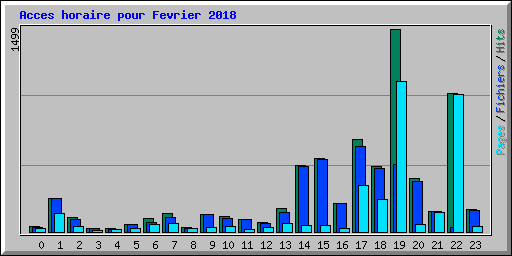 Acces horaire pour Fevrier 2018
1499
Pages/Fichiers/Hits
0 1 2 3 4 5 6 7 8 9 10 11 12 13 14 15 16 17 18 19 20 21 22 23